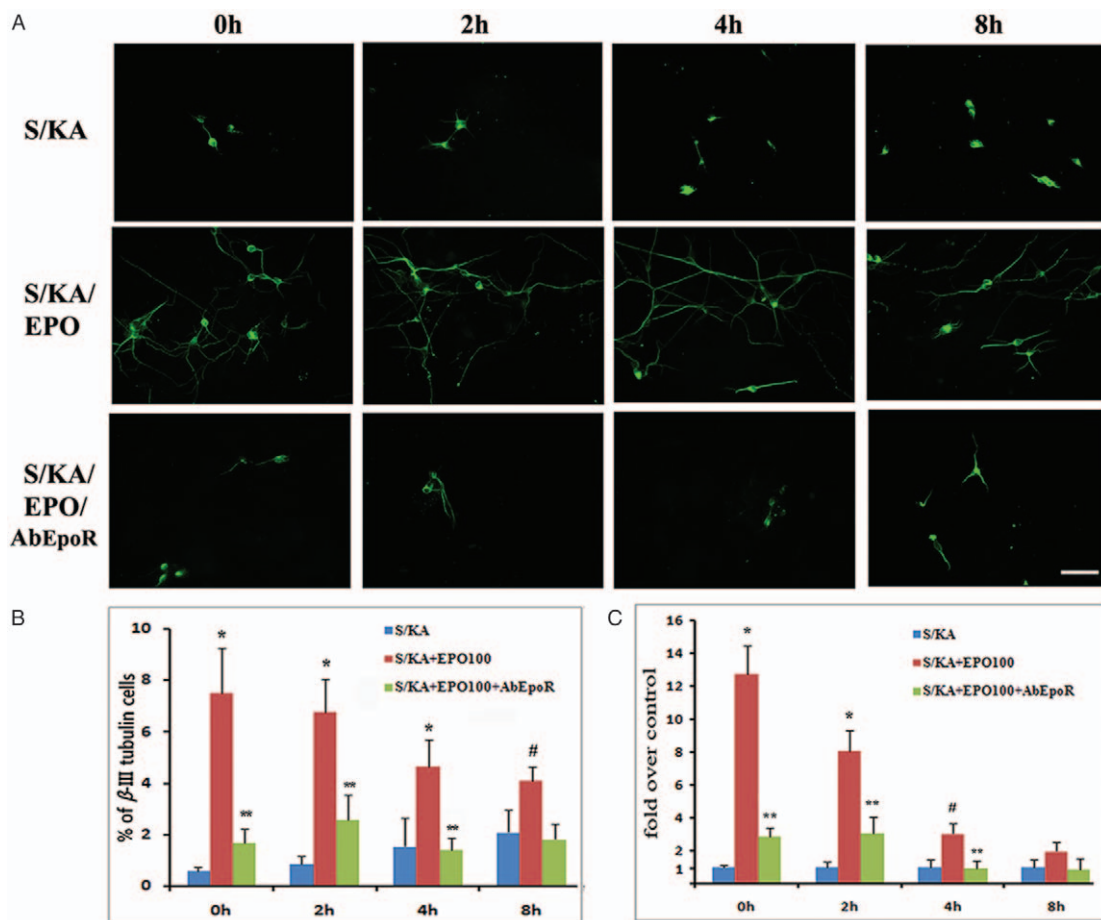 A
0h 2h 4h 8h
S/KA
S/KA/
EPO
S/KA/
EPO/
AbEpoR
B
% of β-III tubulin cells
10
8
6
4
2
0
S/KA
S/KA+EPO100
S/KA+EPO100+AbEpoR
* ** * ** * ** #
0h 2h 4h 8h
C
fold over control
16
14
12
10
8
6
4
2
1
S/KA
S/KA+EPO100
S/KA+EPO100+AbEpoR
* ** * ** # **
0h 2h 4h 8h